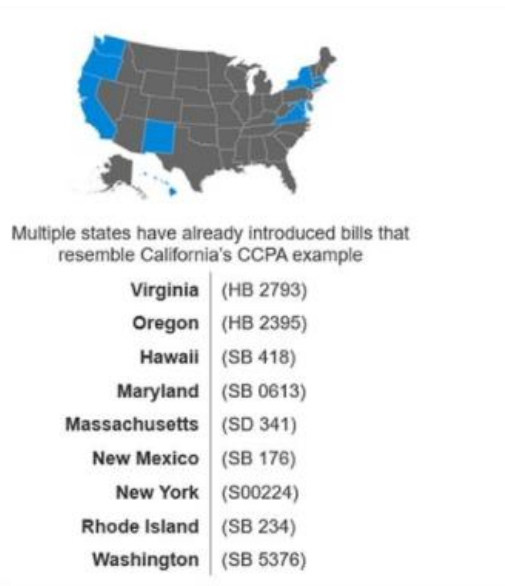 Multiple states have already introduced bills that
resemble California's CCPA example
Virginia (HB 2793)
Oregon (HB 2395)
Hawaii (SB 418)
Maryland (SB 0613)
Massachusetts (SD 341)
New Mexico (SB 176)
New York (S00224)
Rhode Island (SB 234)
Washington (SB 5376)